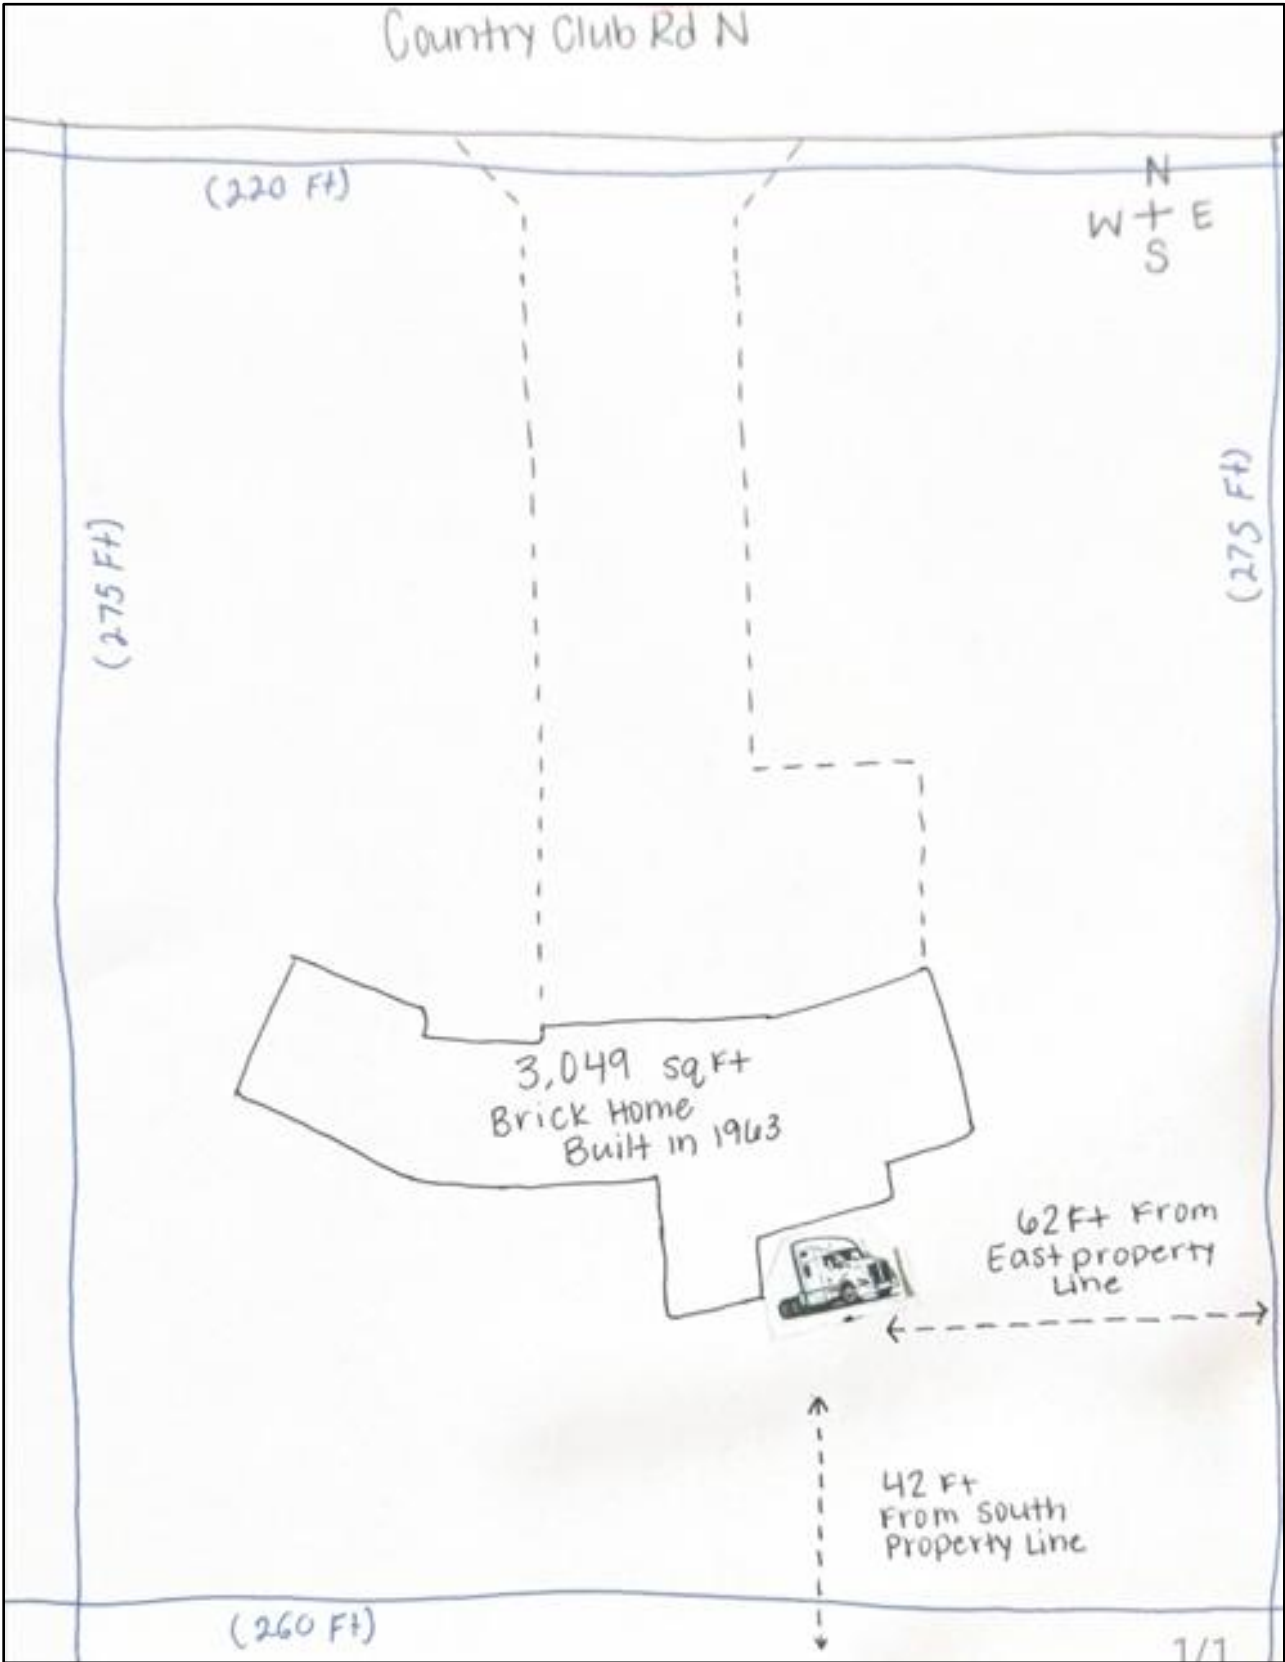 Country Club Rd N
(220 Ft)
N
W E
S
(275 Ft)
(275 Ft)
3,049 sq Ft
Brick Home
Built in 1963
62 Ft From
East property
Line
42 Ft
From South
Property Line
(260 Ft)
1/1